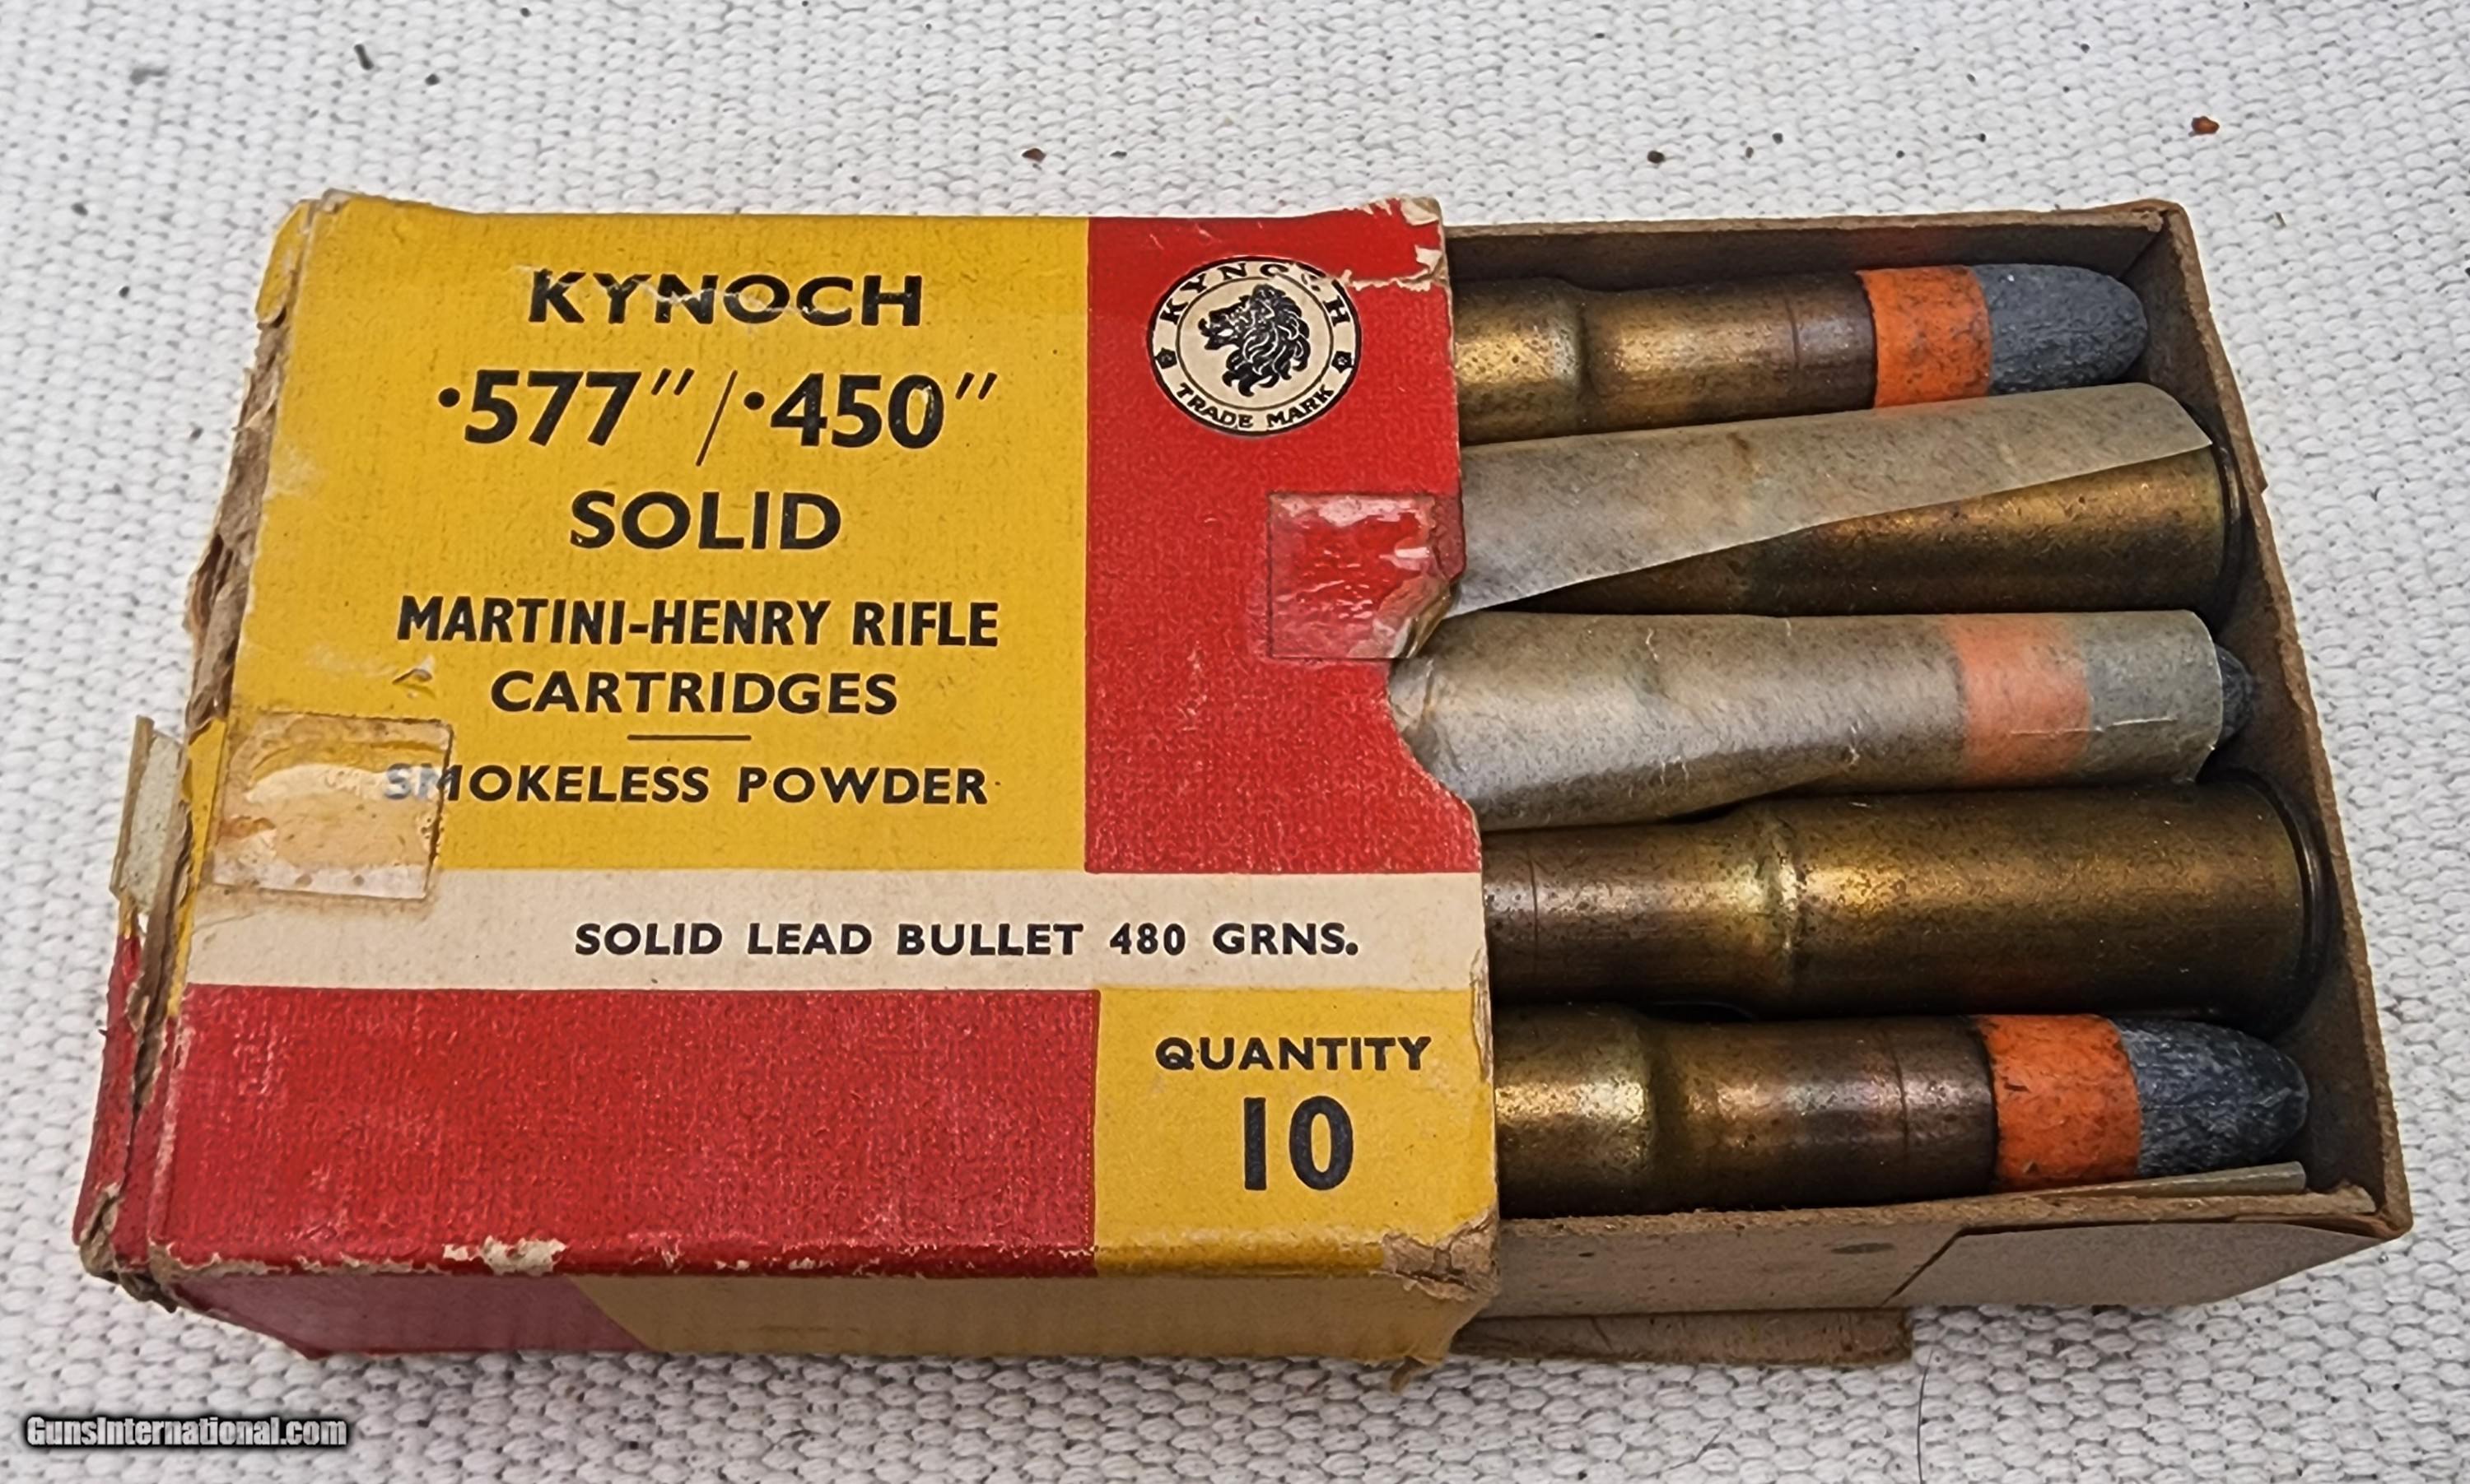 KYNOCH
·577"/·450"
SOLID
MARTINI-HENRY RIFLE
CARTRIDGES
SMOKELESS POWDER
KYNOCH
TRADE MARK
SOLID LEAD BULLET 480 GRNS.
QUANTITY
10
GunsInternational.com